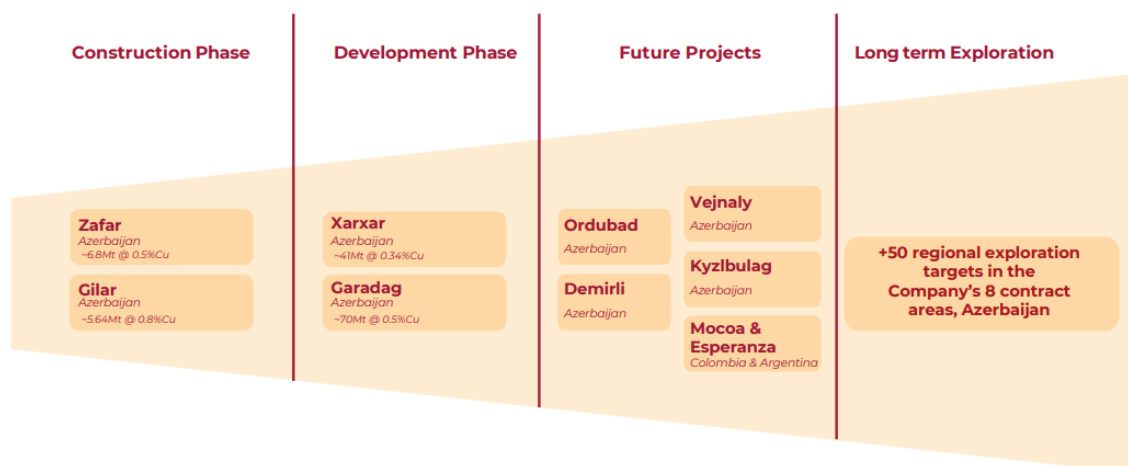 Construction Phase
Development Phase
Future Projects
Long term Exploration
Zafar
Azerbaijan
~6.8Mt @ 0.5%Cu
Gilar
Azerbaijan
~5.64Mt @ 0.8%Cu
Xarxar
Azerbaijan
~41Mt @ 0.34%Cu
Garadag
Azerbaijan
~70Mt @ 0.5%Cu
Ordubad
Azerbaijan
Demirli
Azerbaijan
Vejnaly
Azerbaijan
Kyzlbulag
Azerbaijan
Mocoa &
Esperanza
Colombia & Argentina
+50 regional exploration
targets in the
Company's 8 contract
areas, Azerbaijan